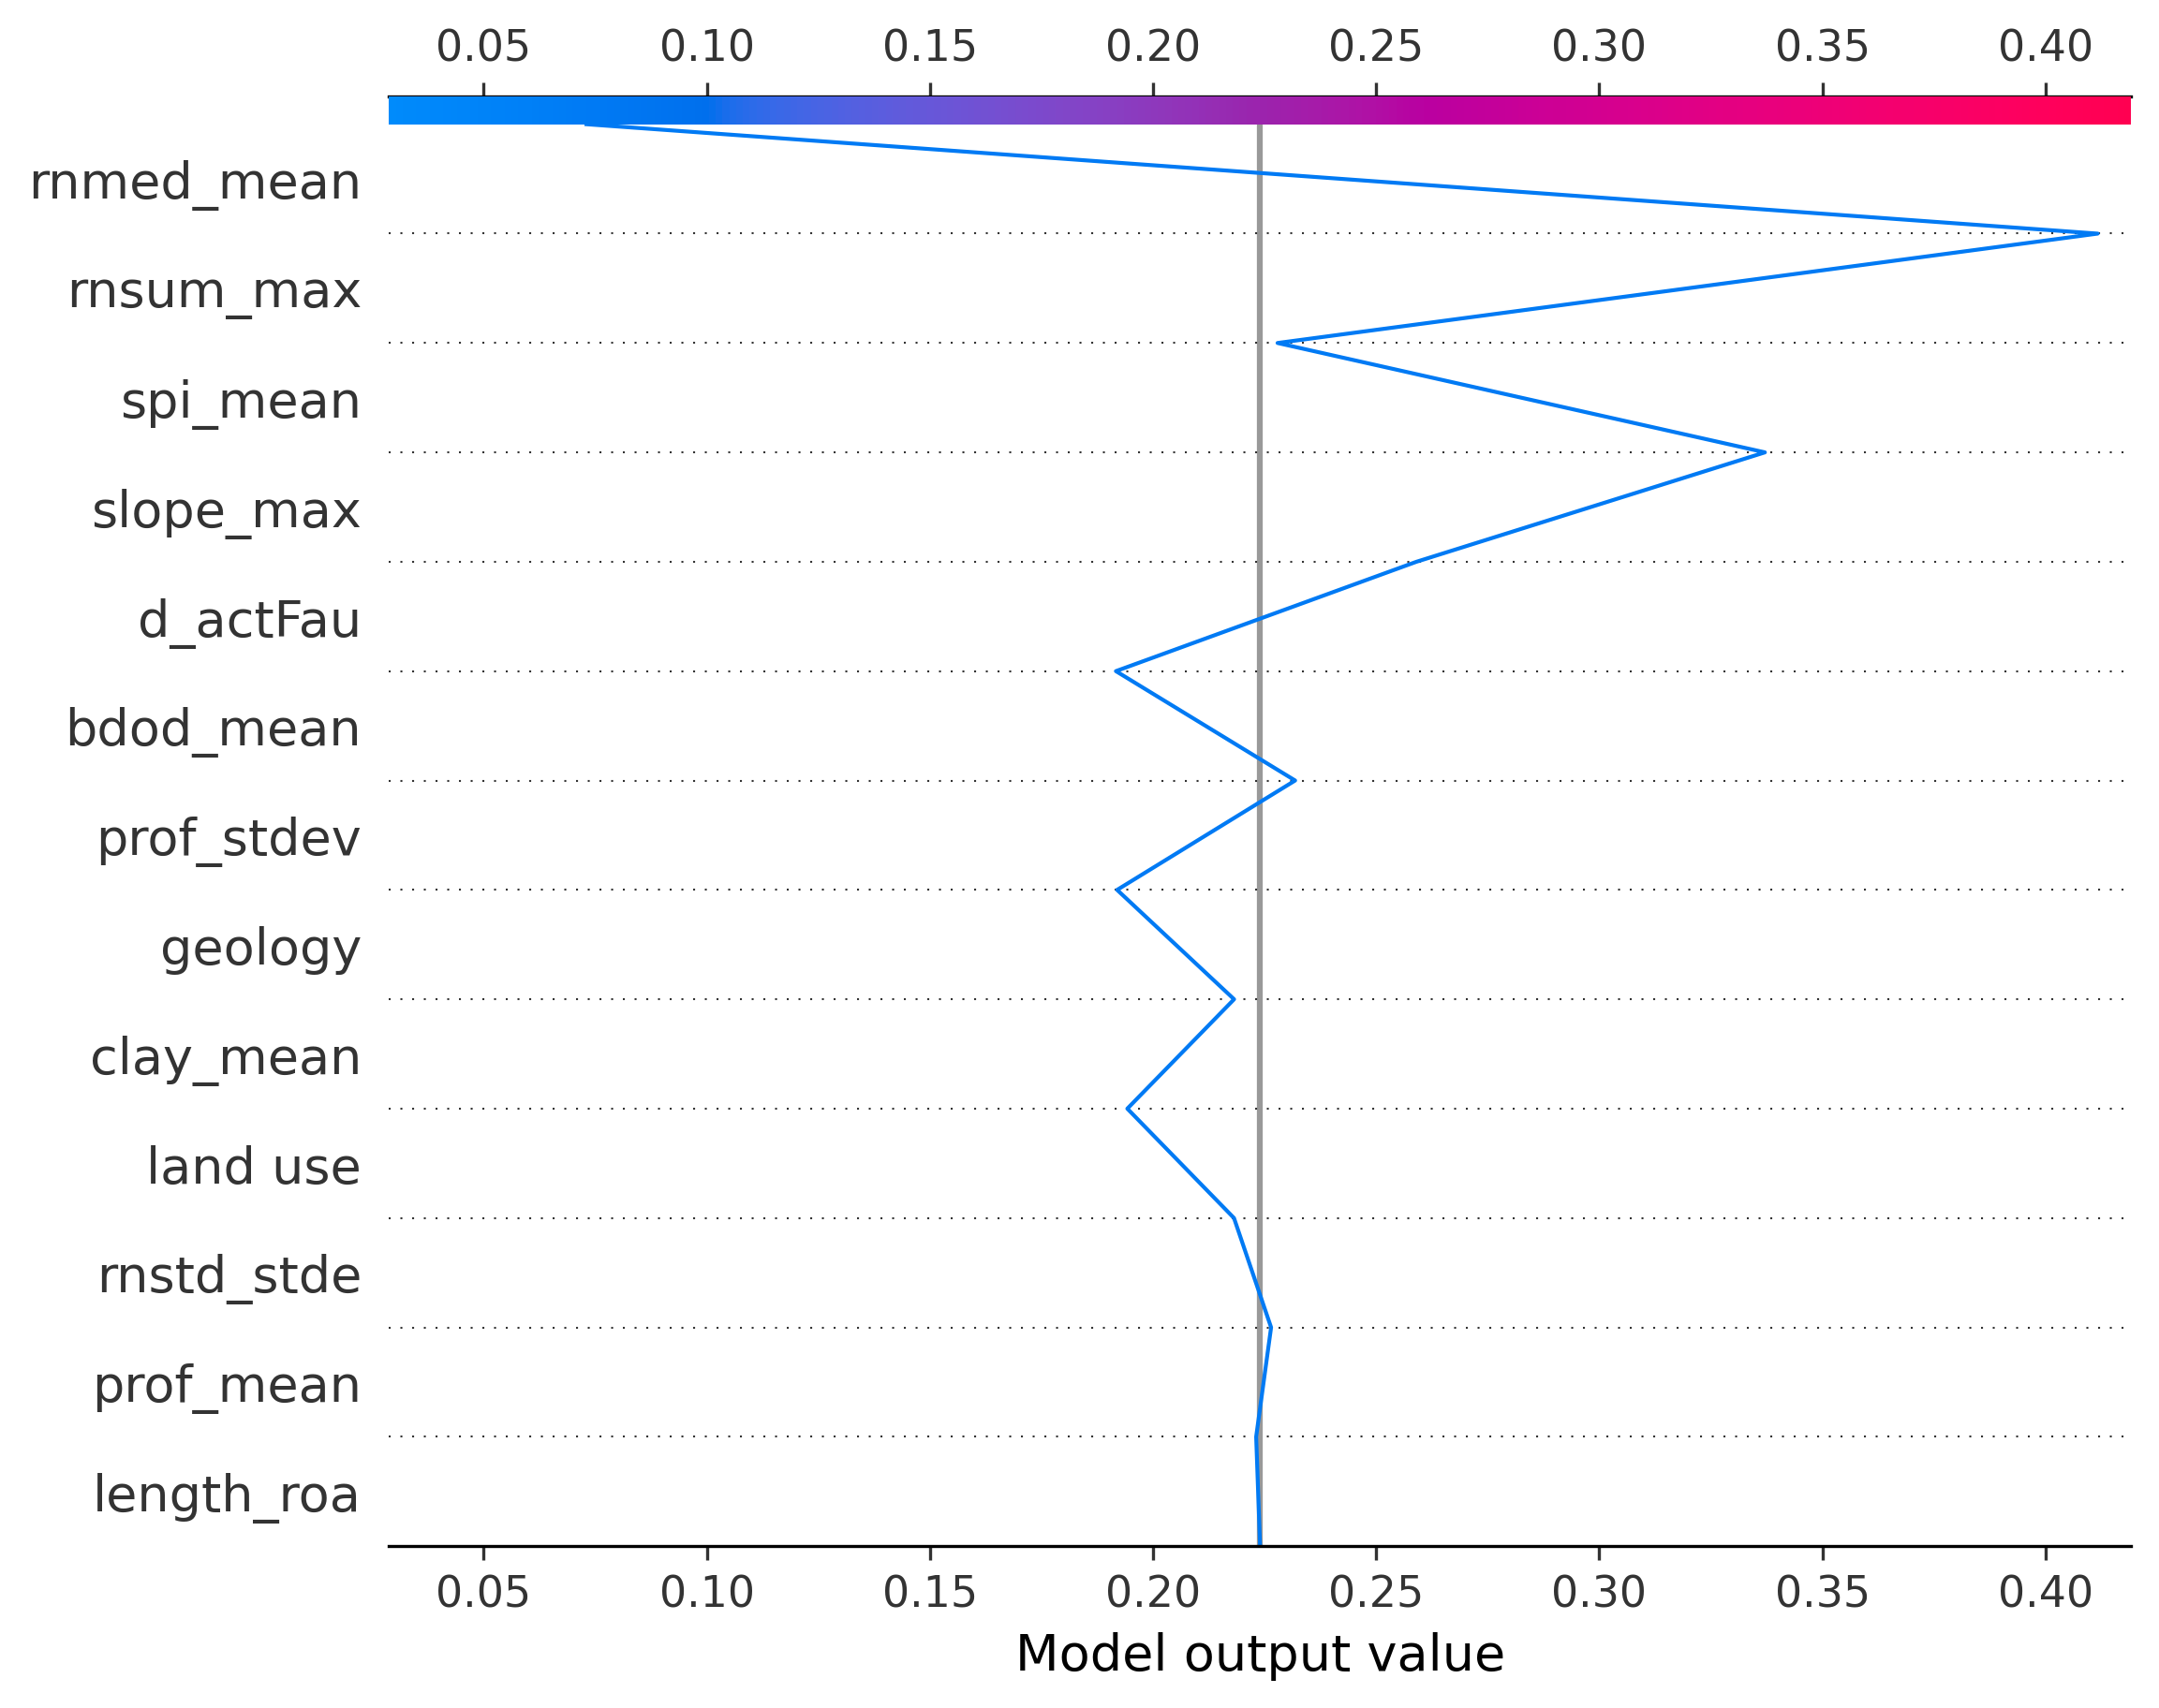 0.05 0.10 0.15 0.20 0.25 0.30 0.35 0.40
rnmed_mean
rnsum_max
spi_mean
slope_max
d_actFau
bdod_mean
prof_stdev
geology
clay_mean
land use
rnstd_stde
prof_mean
length_roa
0.05 0.10 0.15 0.20 0.25 0.30 0.35 0.40
Model output value